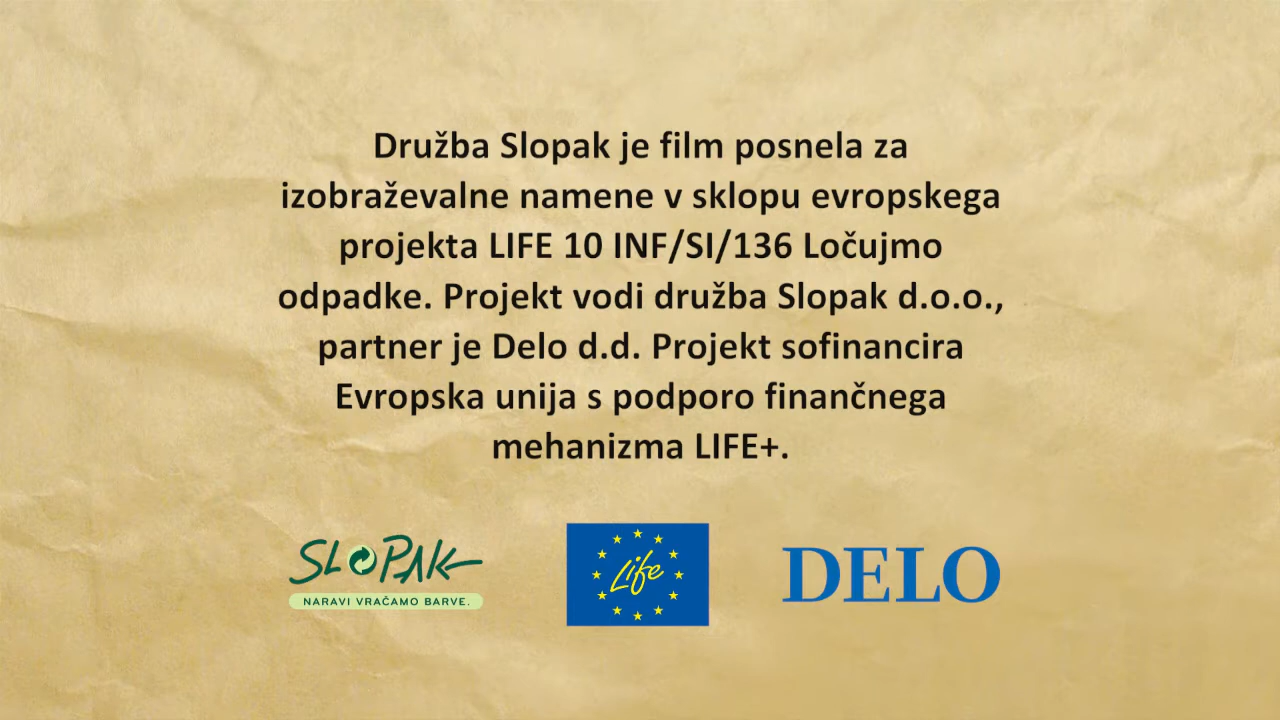 Družba Slopak je film posnela za
izobraževalne namene v sklopu evropskega
projekta LIFE 10 INF/SI/136 Ločujmo
odpadke. Projekt vodi družba Slopak d.o.o.,
partner je Delo d.d. Projekt sofinancira
Evropska unija s podporo finančnega
mehanizma LIFE+.
SLOPAK
NARAVI VRAČAMO BARVE.
Life
DELO